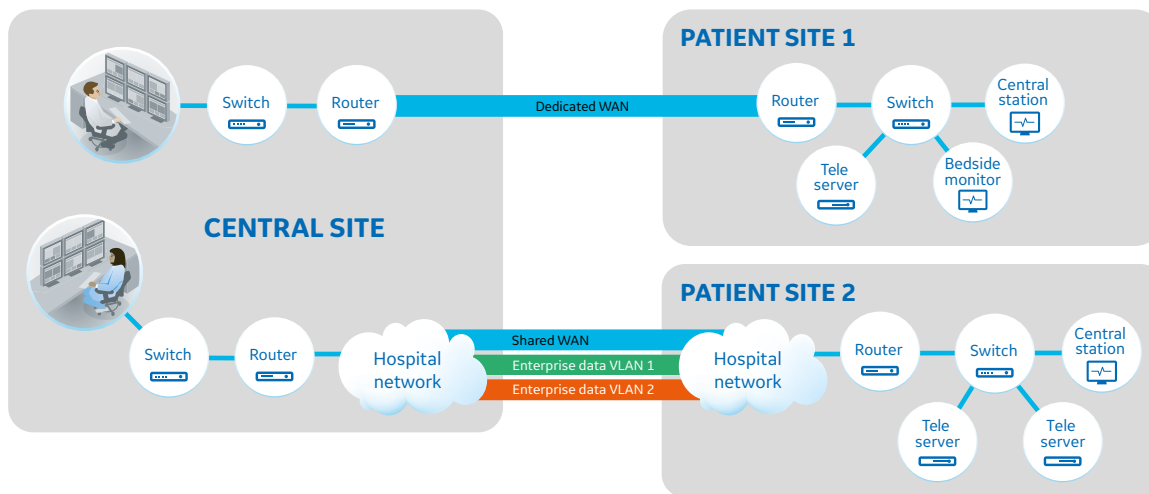 PATIENT SITE 1
Switch
Router
Dedicated WAN
Router
Switch
Central
station
Tele
server
Bedside
monitor
CENTRAL SITE
PATIENT SITE 2
Switch
Router
Hospital
network
Shared WAN
Enterprise data VLAN 1
Enterprise data VLAN 2
Hospital
network
Router
Switch
Central
station
Tele
server
Tele
server